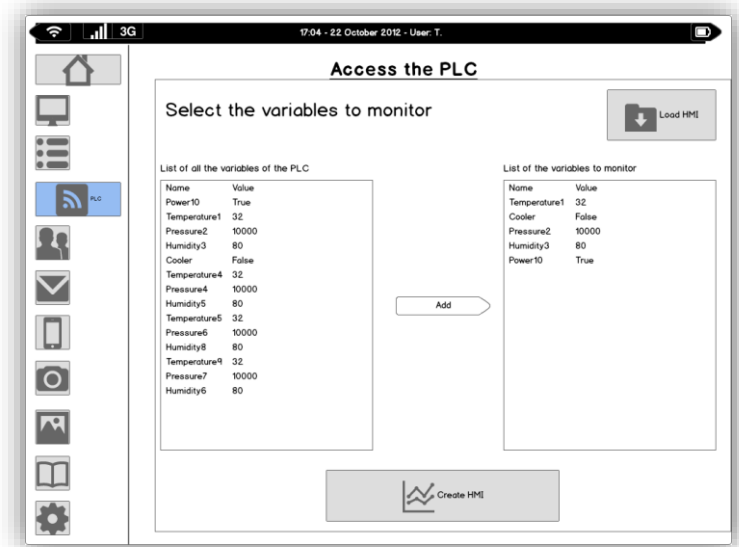 3G 17:04 - 22 October 2012 - User: T.
Access the PLC
Select the variables to monitor
Load HMI
PLC
List of all the variables of the PLC
Name Value
Power10 True
Temperature1 32
Pressure2 10000
Humidity3 80
Cooler False
Temperature4 32
Pressure4 10000
Humidity5 80
Temperature5 32
Pressure6 10000
Humidity8 80
Temperature9 32
Pressure7 10000
Humidity6 80
Add
List of the variables to monitor
Name Value
Temperature1 32
Cooler False
Pressure2 10000
Humidity3 80
Power10 True
Create HMI